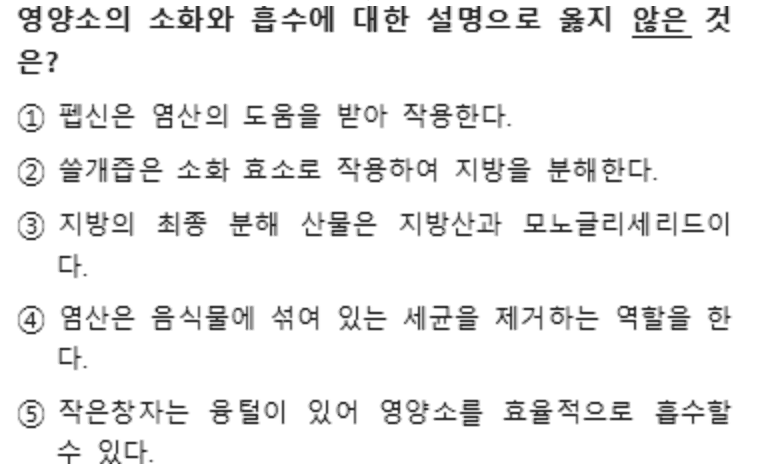 영양소의 소화와 흡수에 대한 설명으로 옳지 않은 것
은?
① 펩신은 염산의 도움을 받아 작용한다.
② 쓸개즙은 소화 효소로 작용하여 지방을 분해한다.
③ 지방의 최종 분해 산물은 지방산과 모노글리세리드이
다.
④ 염산은 음식물에 섞여 있는 세균을 제거하는 역할을 한
다.
⑤ 작은창자는 융털이 있어 영양소를 효율적으로 흡수할
수 있다.